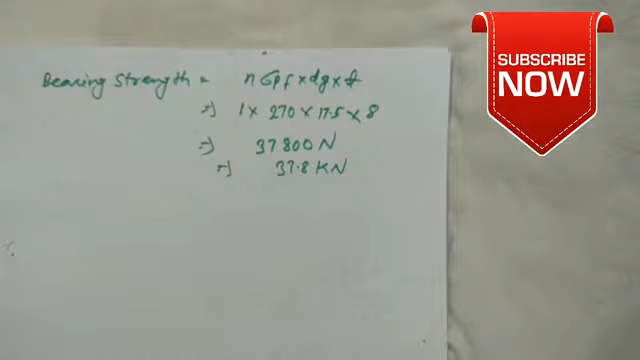 Bearing Strength = n σpf × dg × t
=) 1 × 270 × 17.5 × 8
=) 37800 N
=) 37.8 KN
SUBSCRIBE
NOW